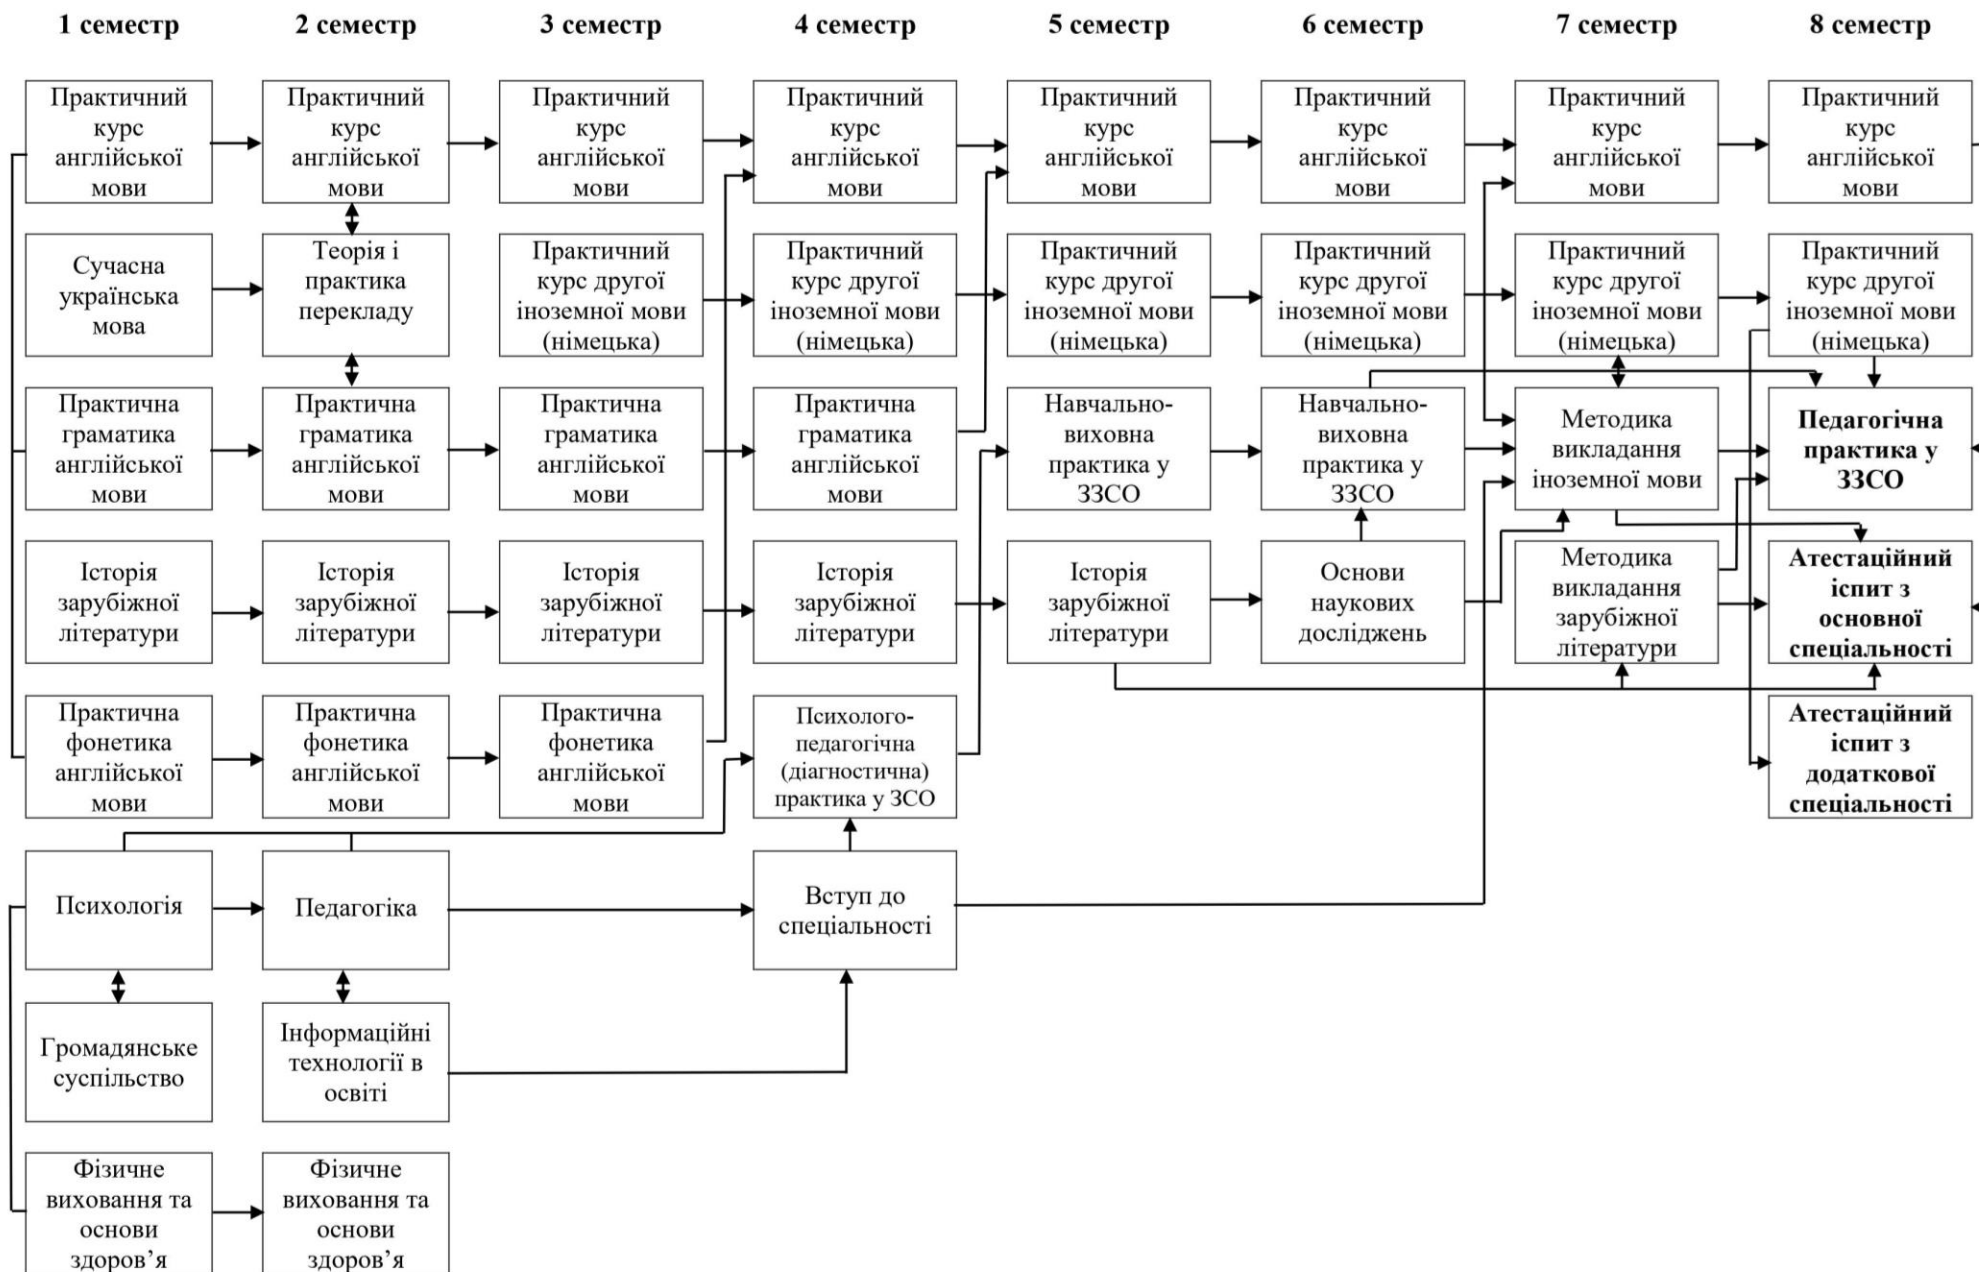 1 семестр
2 семестр
3 семестр
4 семестр
5 семестр
6 семестр
7 семестр
8 семестр
Практичний
курс
англійської
мови
Практичний
курс
англійської
мови
Практичний
курс
англійської
мови
Практичний
курс
англійської
мови
Практичний
курс
англійської
мови
Практичний
курс
англійської
мови
Практичний
курс
англійської
мови
Практичний
курс
англійської
мови
Сучасна
українська
мова
Теорія і
практика
перекладу
Практичний
курс другої
іноземної мови
(німецька)
Практичний
курс другої
іноземної мови
(німецька)
Практичний
курс другої
іноземної мови
(німецька)
Практичний
курс другої
іноземної мови
(німецька)
Практичний
курс другої
іноземної мови
(німецька)
Практичний
курс другої
іноземної мови
(німецька)
Практична
граматика
англійської
мови
Практична
граматика
англійської
мови
Практична
граматика
англійської
мови
Практична
граматика
англійської
мови
Навчально-
виховна
практика у
ЗЗСО
Навчально-
виховна
практика у
ЗЗСО
Методика
викладання
іноземної мови
Педагогічна
практика у
ЗЗСО
Історія
зарубіжної
літератури
Історія
зарубіжної
літератури
Історія
зарубіжної
літератури
Історія
зарубіжної
літератури
Історія
зарубіжної
літератури
Основи
наукових
досліджень
Методика
викладання
зарубіжної
літератури
Атестаційний
іспит з
основної
спеціальності
Практична
фонетика
англійської
мови
Практична
фонетика
англійської
мови
Практична
фонетика
англійської
мови
Психолого-
педагогічна
(діагностична)
практика у ЗСО
Атестаційний
іспит з
додаткової
спеціальності
Психологія
Педагогіка
Вступ до
спеціальності
Громадянське
суспільство
Інформаційні
технології в
освіті
Фізичне
виховання та
основи
здоров’я
Фізичне
виховання та
основи
здоров’я